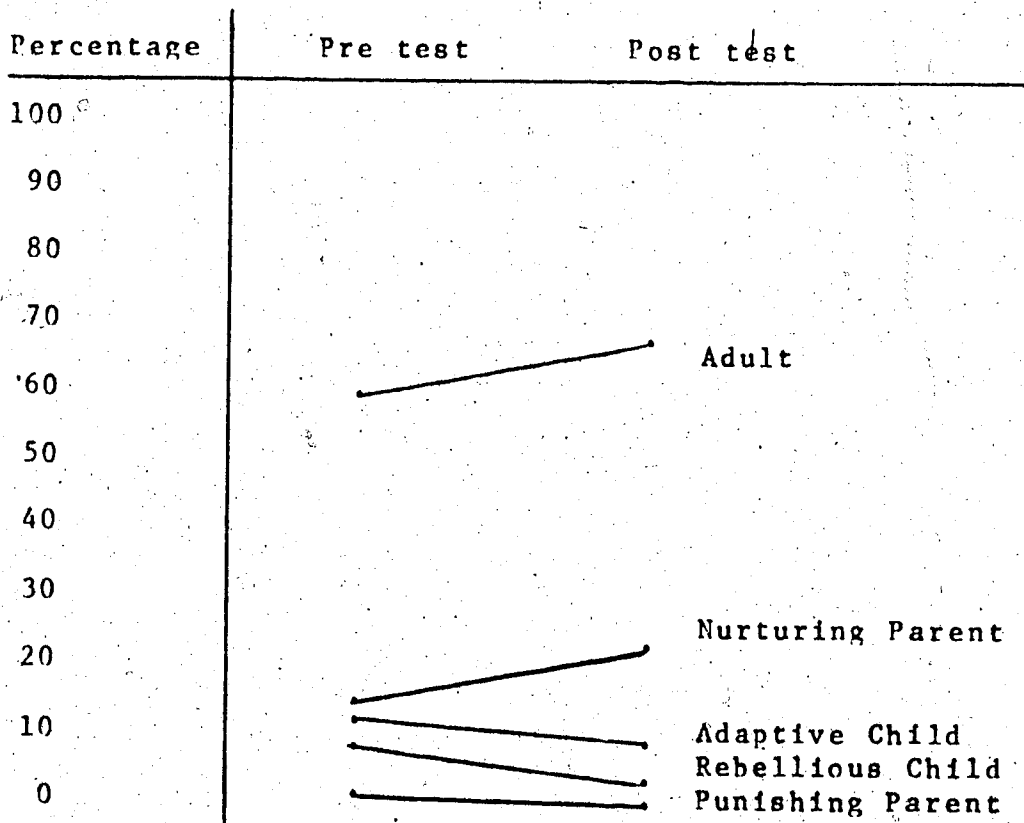 Percentage Pre test Post test
100
90
80
70
60 Adult
50
40
30
Nurturing Parent
20
10 Adaptive Child
Rebellious Child
0 Punishing Parent